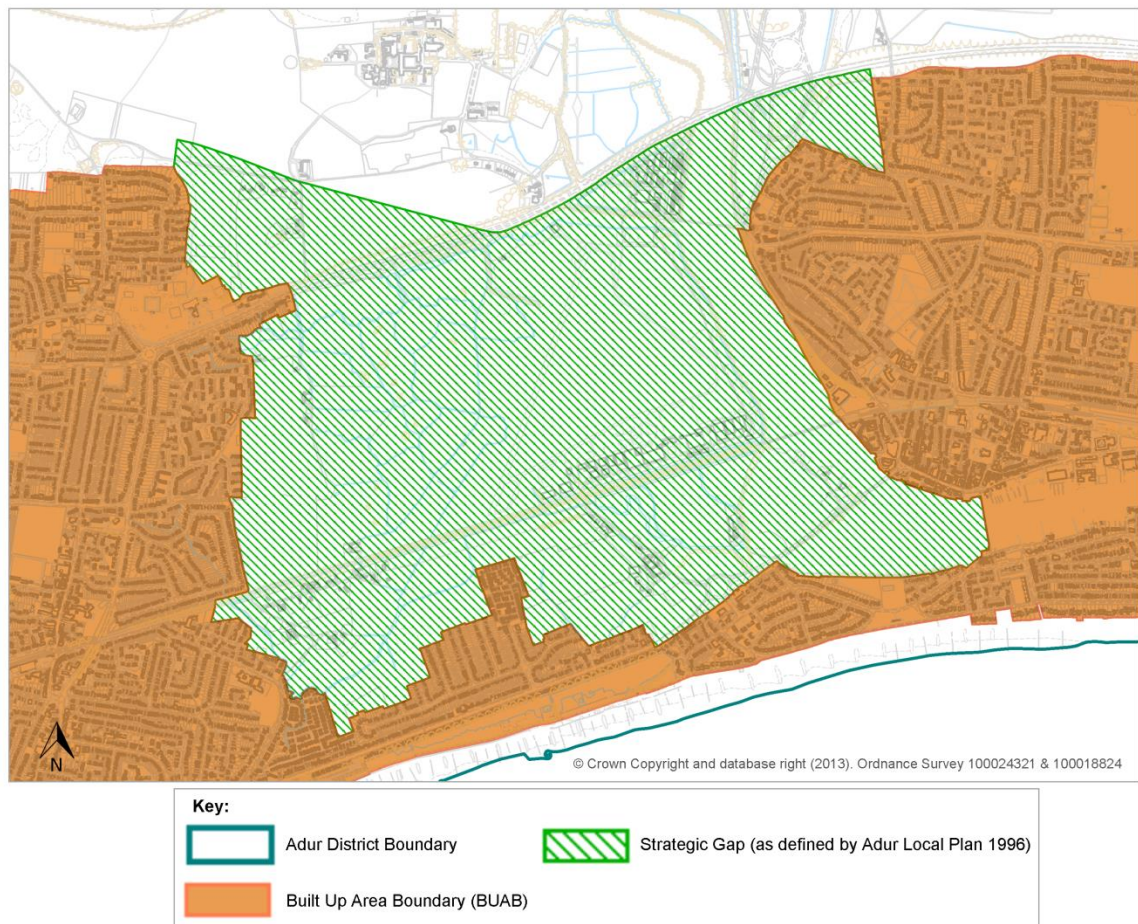 N
© Crown Copyright and database right (2013). Ordnance Survey 100024321 & 100018824
Key:
Adur District Boundary
Strategic Gap (as defined by Adur Local Plan 1996)
Built Up Area Boundary (BUAB)